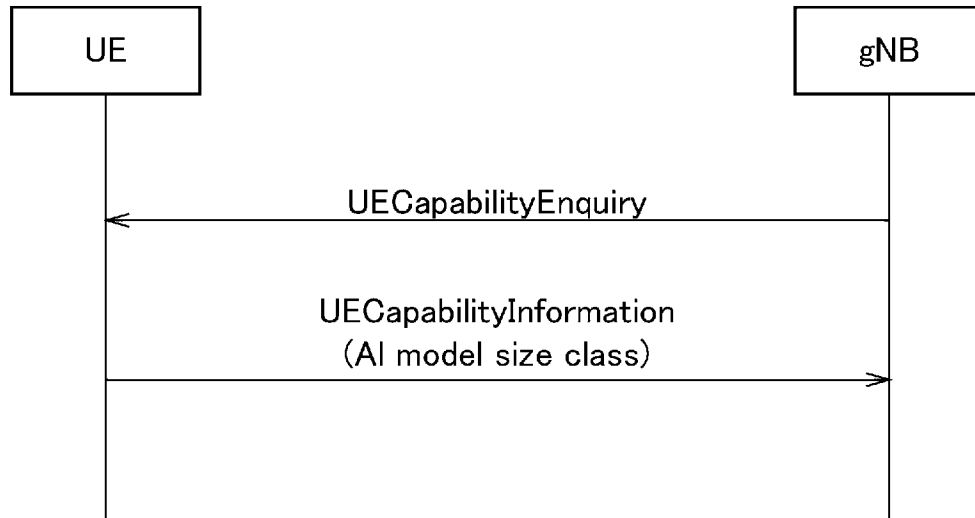 UE
gNB
UECapabilityEnquiry
UECapabilityInformation
(AI model size class)